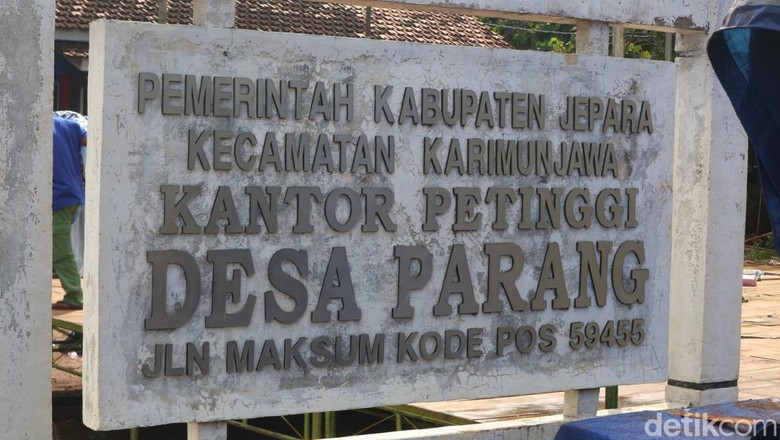 PEMERINTAH KABUPATEN JEPARA
KECAMATAN KARIMUNJAWA
KANTOR PETINGGI
DESA PARANG
JLN MAKSUM KODE POS 59455
detikcom